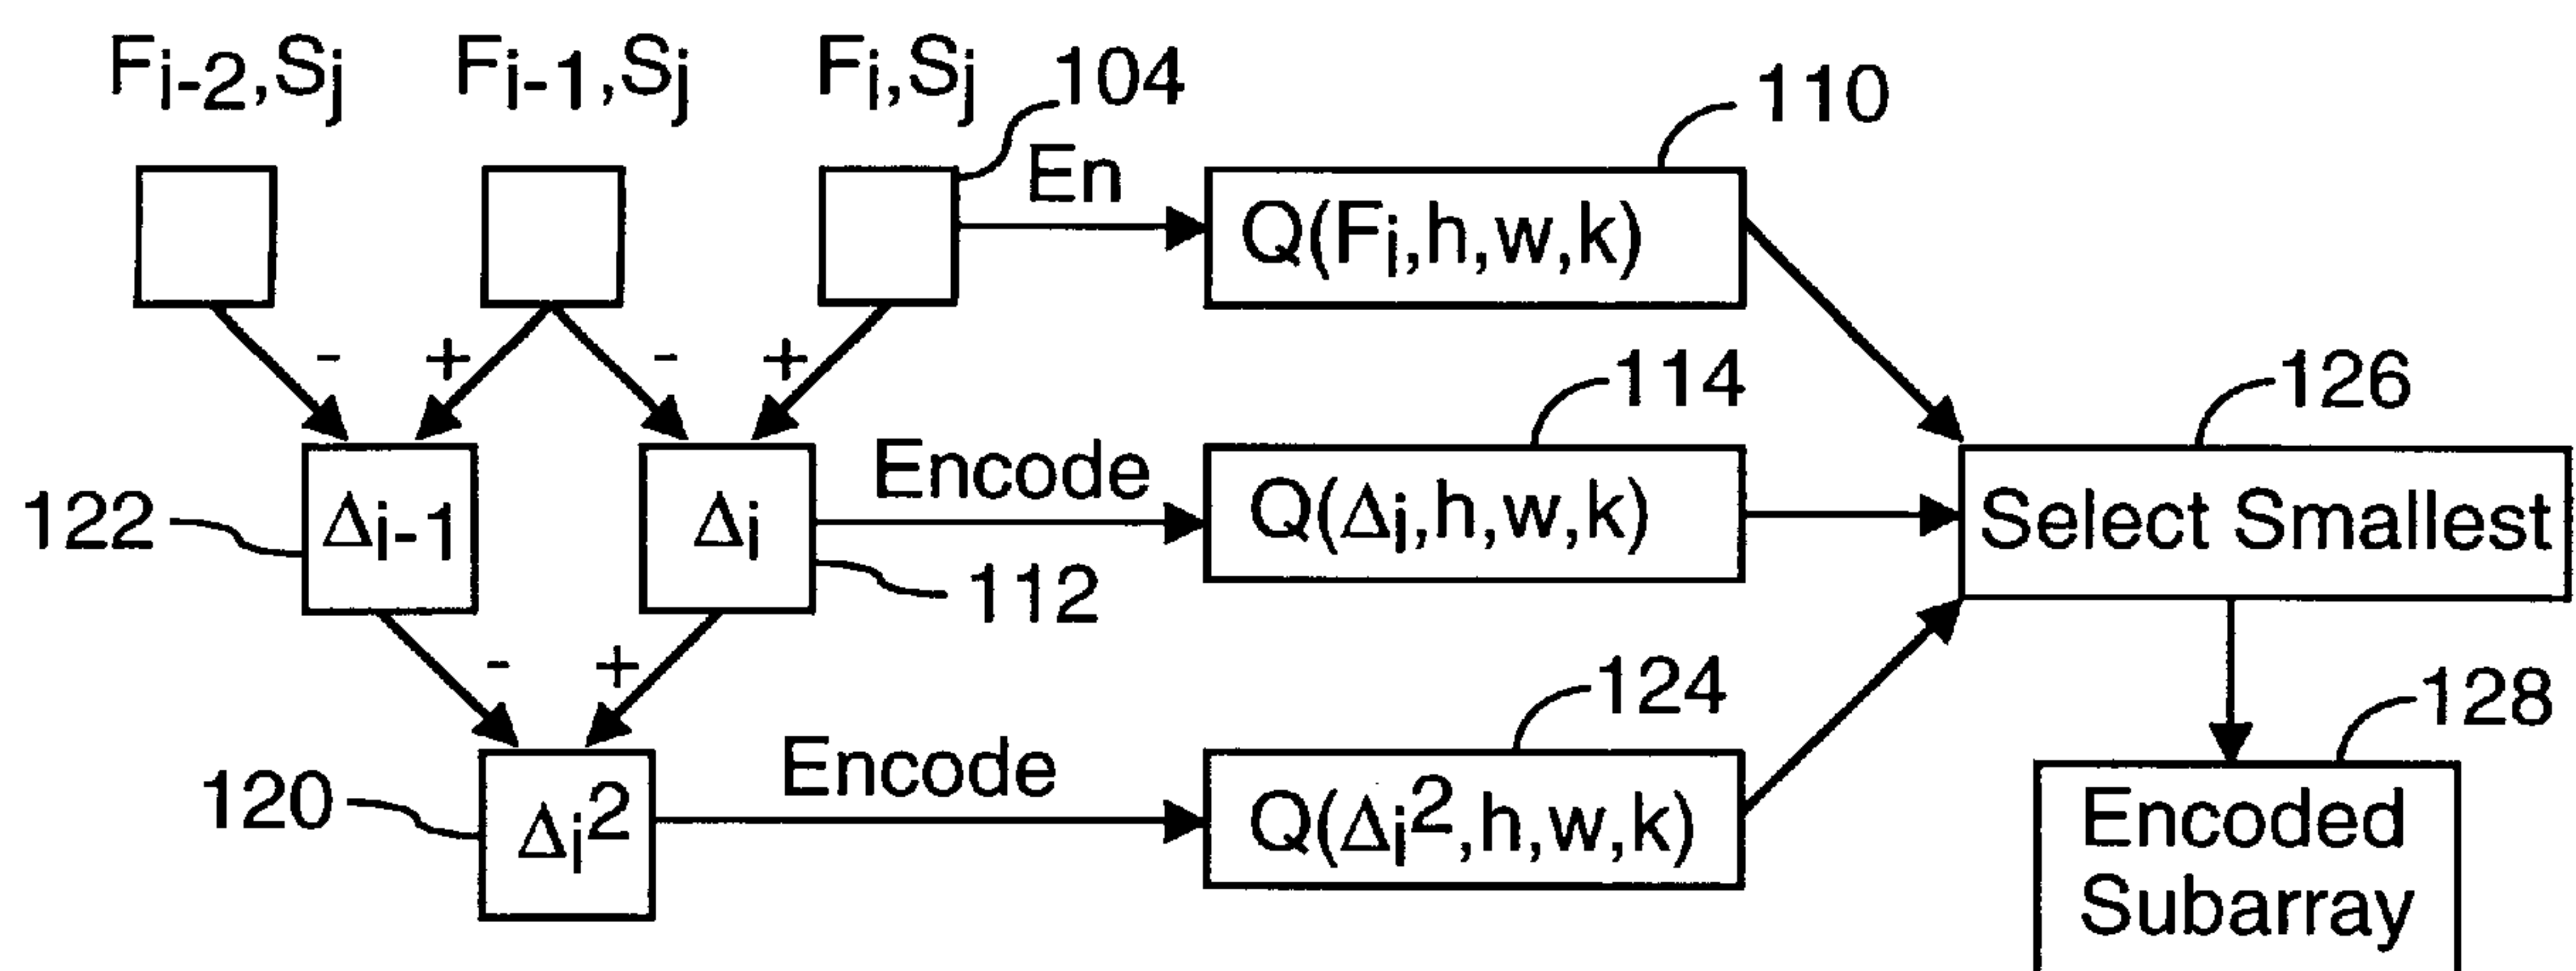 Fi-2,Sj Fi-1,Sj Fi,Sj 104
110
En
Q(Fi,h,w,k)
- + - +
114
126
122 Δi-1 Δi Encode Q(Δi,h,w,k) Select Smallest
112
- +
124
128
120 Δi2 Encode Q(Δi2,h,w,k) Encoded
Subarray